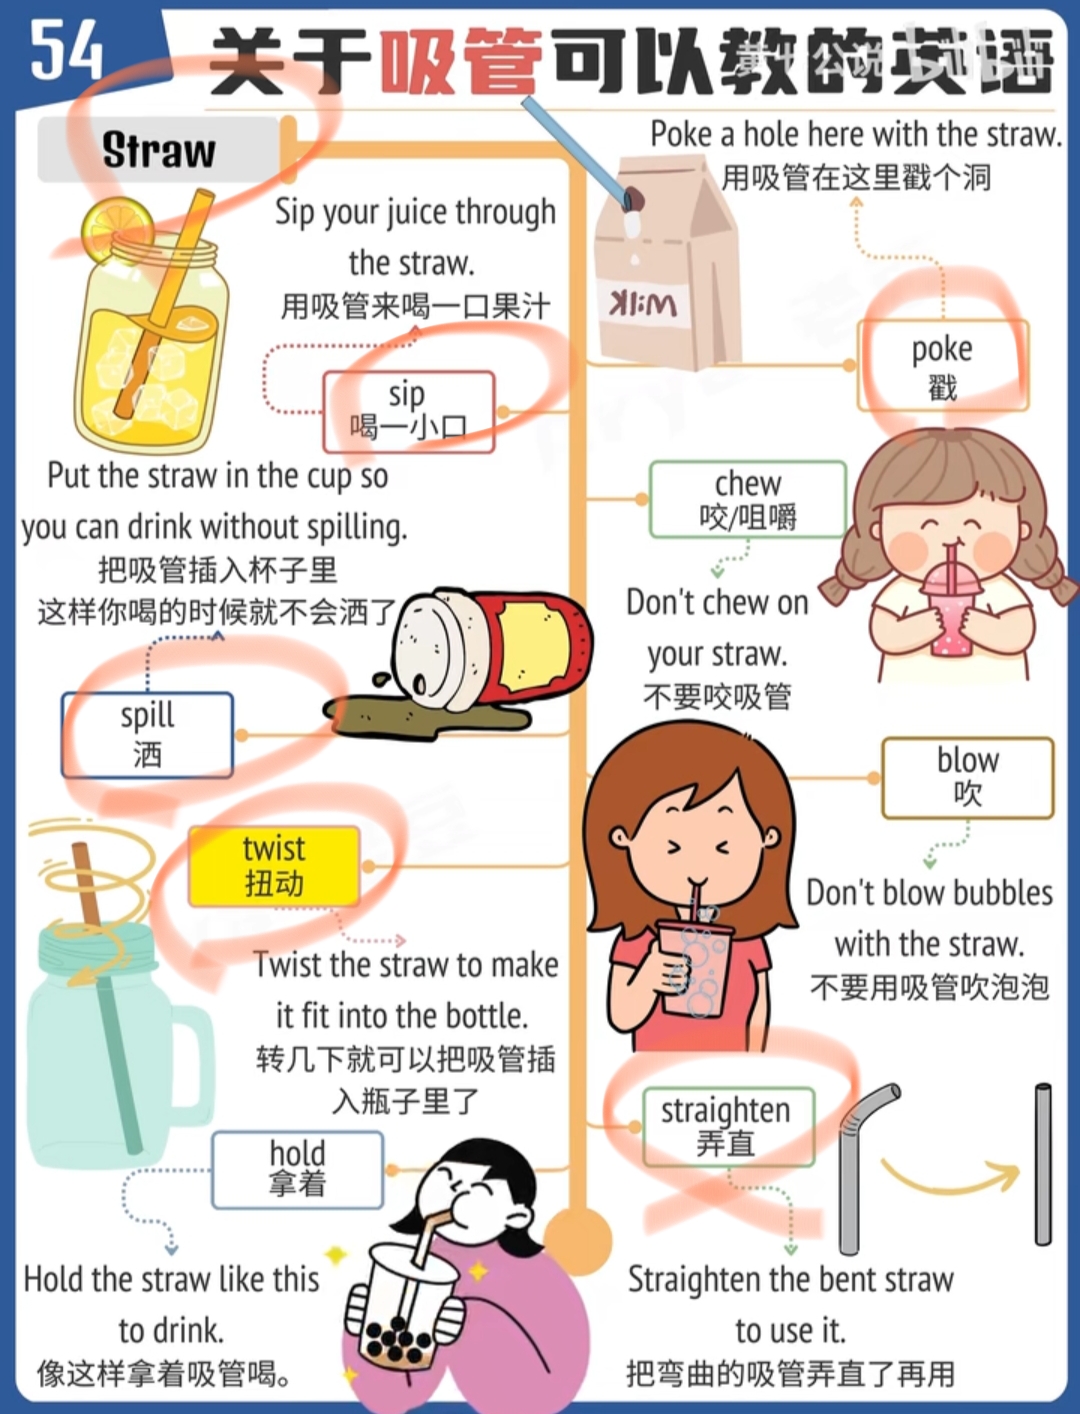 54
关于吸管可以教的英语
黄牛公说
bilibili
Straw
Sip your juice through
the straw.
用吸管来喝一口果汁
sip
喝一小口
Poke a hole here with the straw.
用吸管在这里戳个洞
Milk
poke
戳
Put the straw in the cup so
you can drink without spilling.
把吸管插入杯子里
这样你喝的时候就不会洒了
spill
洒
chew
咬/咀嚼
Don't chew on
your straw.
不要咬吸管
blow
吹
Don't blow bubbles
with the straw.
不要用吸管吹泡泡
twist
扭动
Twist the straw to make
it fit into the bottle.
转几下就可以把吸管插
入瓶子里了
hold
拿着
Hold the straw like this
to drink.
像这样拿着吸管喝。
straighten
弄直
Straighten the bent straw
to use it.
把弯曲的吸管弄直了再用